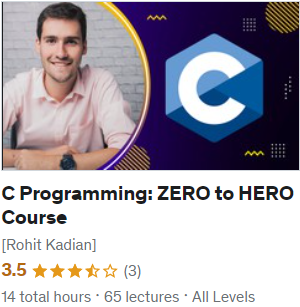 C
C Programming: ZERO to HERO
Course
[Rohit Kadian]
3.5 (3)
14 total hours · 65 lectures · All Levels